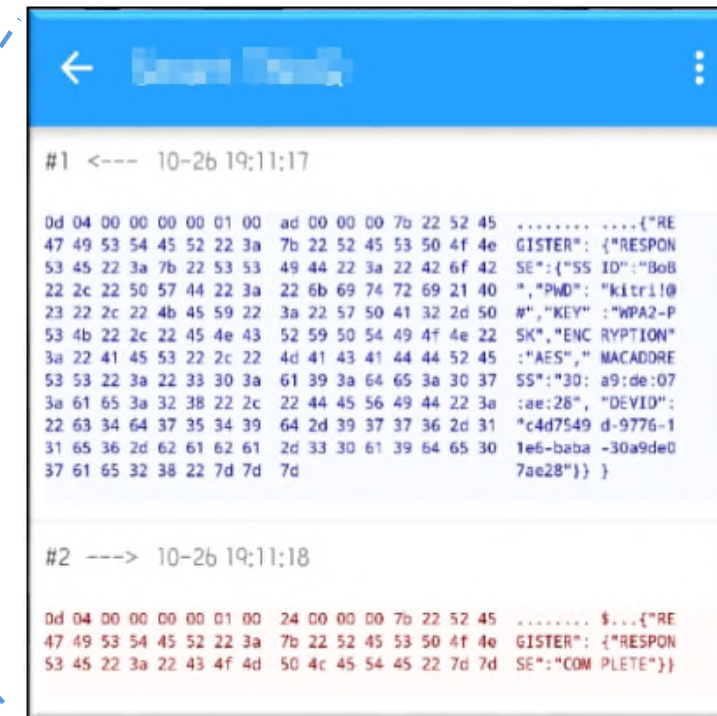 #1 <--- 10-26 19:11:17
0d 04 00 00 00 00 01 00 ad 00 00 00 7b 22 52 45 ........ ....{"RE
47 49 53 54 45 52 22 3a 7b 22 52 45 53 50 4f 4e GISTER": {"RESPON
53 45 22 3a 7b 22 53 53 49 44 22 3a 22 42 6f 42 SE":{"SS ID":"BoB
22 2c 22 50 57 44 22 3a 22 6b 69 74 72 69 21 40 ","PWD": "kitri!@
23 22 2c 22 4b 45 59 22 3a 22 57 50 41 32 2d 50 #","KEY" :"WPA2-P
53 4b 22 2c 22 45 4e 43 52 59 50 54 49 4f 4e 22 SK","ENC RYPTION"
3a 22 41 45 53 22 2c 22 4d 41 43 41 44 44 52 45 :"AES"," MACADDRE
53 53 22 3a 22 33 30 3a 61 39 3a 64 65 3a 30 37 SS":"30: a9:de:07
3a 61 65 3a 32 38 22 2c 22 44 45 56 49 44 22 3a :ae:28", "DEVID":
22 63 34 64 37 35 34 39 64 2d 39 37 37 36 2d 31 "c4d7549 d-9776-1
31 65 36 2d 62 61 62 61 2d 33 30 61 39 64 65 30 1e6-baba -30a9de0
37 61 65 32 38 22 7d 7d 7d 7ae28"}} }
#2 ---> 10-26 19:11:18
0d 04 00 00 00 00 01 00 24 00 00 00 7b 22 52 45 ........ $...{"RE
47 49 53 54 45 52 22 3a 7b 22 52 45 53 50 4f 4e GISTER": {"RESPON
53 45 22 3a 22 43 4f 4d 50 4c 45 54 45 22 7d 7d SE":"COM PLETE"}}